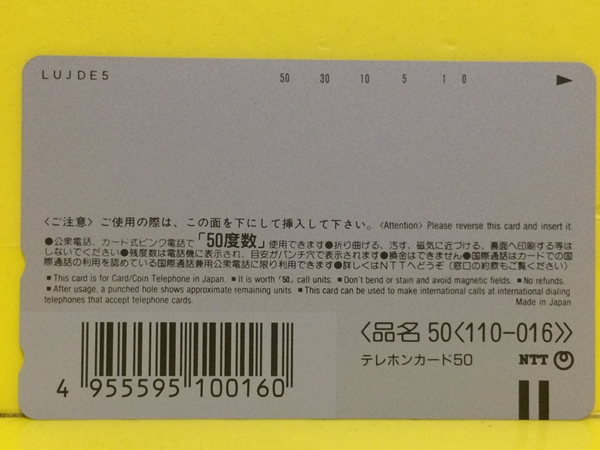 LUJDE5
50 30 10 5 1 0
〈ご注意〉ご使用の際は、この面を下にして挿入して下さい。〈Attention〉 Please reverse this card and insert it.
●公衆電話、カード式ピンク電話で「50度数」使用できます●折り曲げる、汚す、磁気に近づける、裏面へ印刷する等は
しないでください●残度数は電話機に表示され、目安がパンチ穴で表示されます●換金はできません●国際通話はカードでの国
際通話の利用を認めている国際通話兼用公衆電話に限り利用できます●詳しくはNTTへどうぞ（窓口の約款もご覧ください）
■This card is for Card/Coin Telephone in Japan. ■It is worth「50」call units. ■Don't bend or stain and avoid magnetic fields. ■No refunds.
■After usage, a punched hole shows approximate remaining units. ■This card can be used to make international calls at international dialing
telephones that accept telephone cards.
Made in Japan
〈品名 50〈110-016〉〉
テレホンカード50 NTT
4 955595 100160